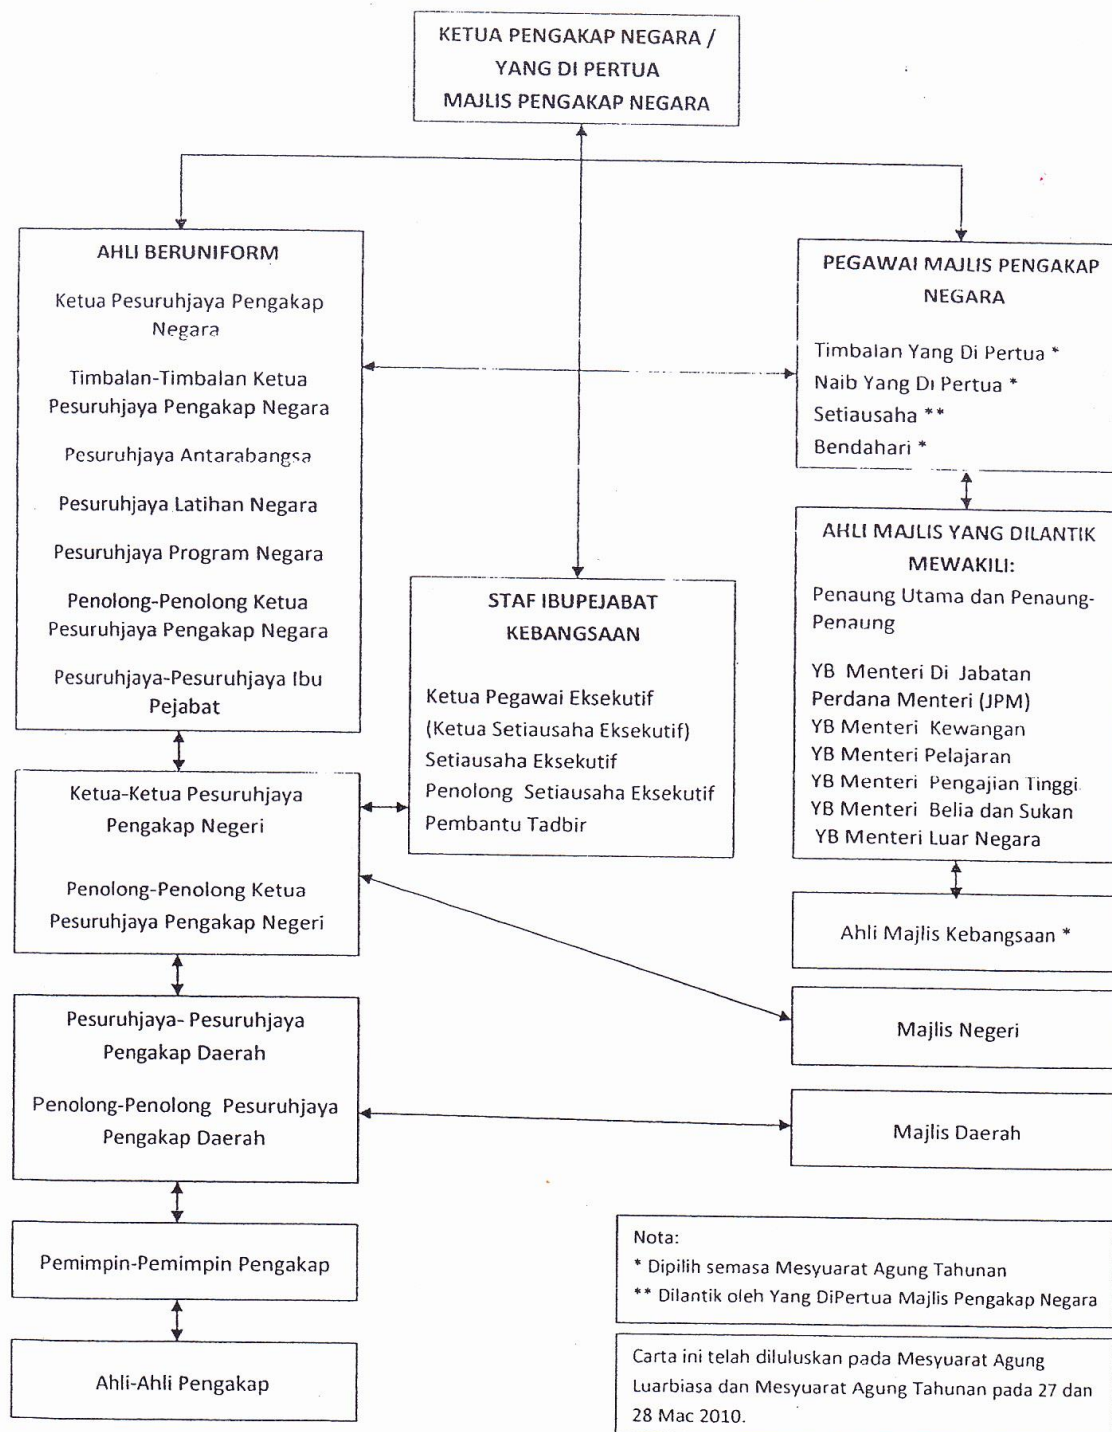 KETUA PENGAKAP NEGARA /
YANG DI PERTUA
MAJLIS PENGAKAP NEGARA
AHLI BERUNIFORM
Ketua Pesuruhjaya Pengakap
Negara
Timbalan-Timbalan Ketua
Pesuruhjaya Pengakap Negara
Pesuruhjaya Antarabangsa
Pesuruhjaya Latihan Negara
Pesuruhjaya Program Negara
Penolong-Penolong Ketua
Pesuruhjaya Pengakap Negara
Pesuruhjaya-Pesuruhjaya Ibu
Pejabat
Ketua-Ketua Pesuruhjaya
Pengakap Negeri
Penolong-Penolong Ketua
Pesuruhjaya Pengakap Negeri
Pesuruhjaya- Pesuruhjaya
Pengakap Daerah
Penolong-Penolong Pesuruhjaya
Pengakap Daerah
Pemimpin-Pemimpin Pengakap
Ahli-Ahli Pengakap
STAF IBUPEJABAT
KEBANGSAAN
Ketua Pegawai Eksekutif
(Ketua Setiausaha Eksekutif)
Setiausaha Eksekutif
Penolong Setiausaha Eksekutif
Pembantu Tadbir
PEGAWAI MAJLIS PENGAKAP
NEGARA
Timbalan Yang Di Pertua *
Naib Yang Di Pertua *
Setiausaha **
Bendahari *
AHLI MAJLIS YANG DILANTIK
MEWAKILI:
Penaung Utama dan Penaung-
Penaung
YB Menteri Di Jabatan
Perdana Menteri (JPM)
YB Menteri Kewangan
YB Menteri Pelajaran
YB Menteri Pengajian Tinggi
YB Menteri Belia dan Sukan
YB Menteri Luar Negara
Ahli Majlis Kebangsaan *
Majlis Negeri
Majlis Daerah
Nota:
* Dipilih semasa Mesyuarat Agung Tahunan
** Dilantik oleh Yang DiPertua Majlis Pengakap Negara
Carta ini telah diluluskan pada Mesyuarat Agung
Luarbiasa dan Mesyuarat Agung Tahunan pada 27 dan
28 Mac 2010.